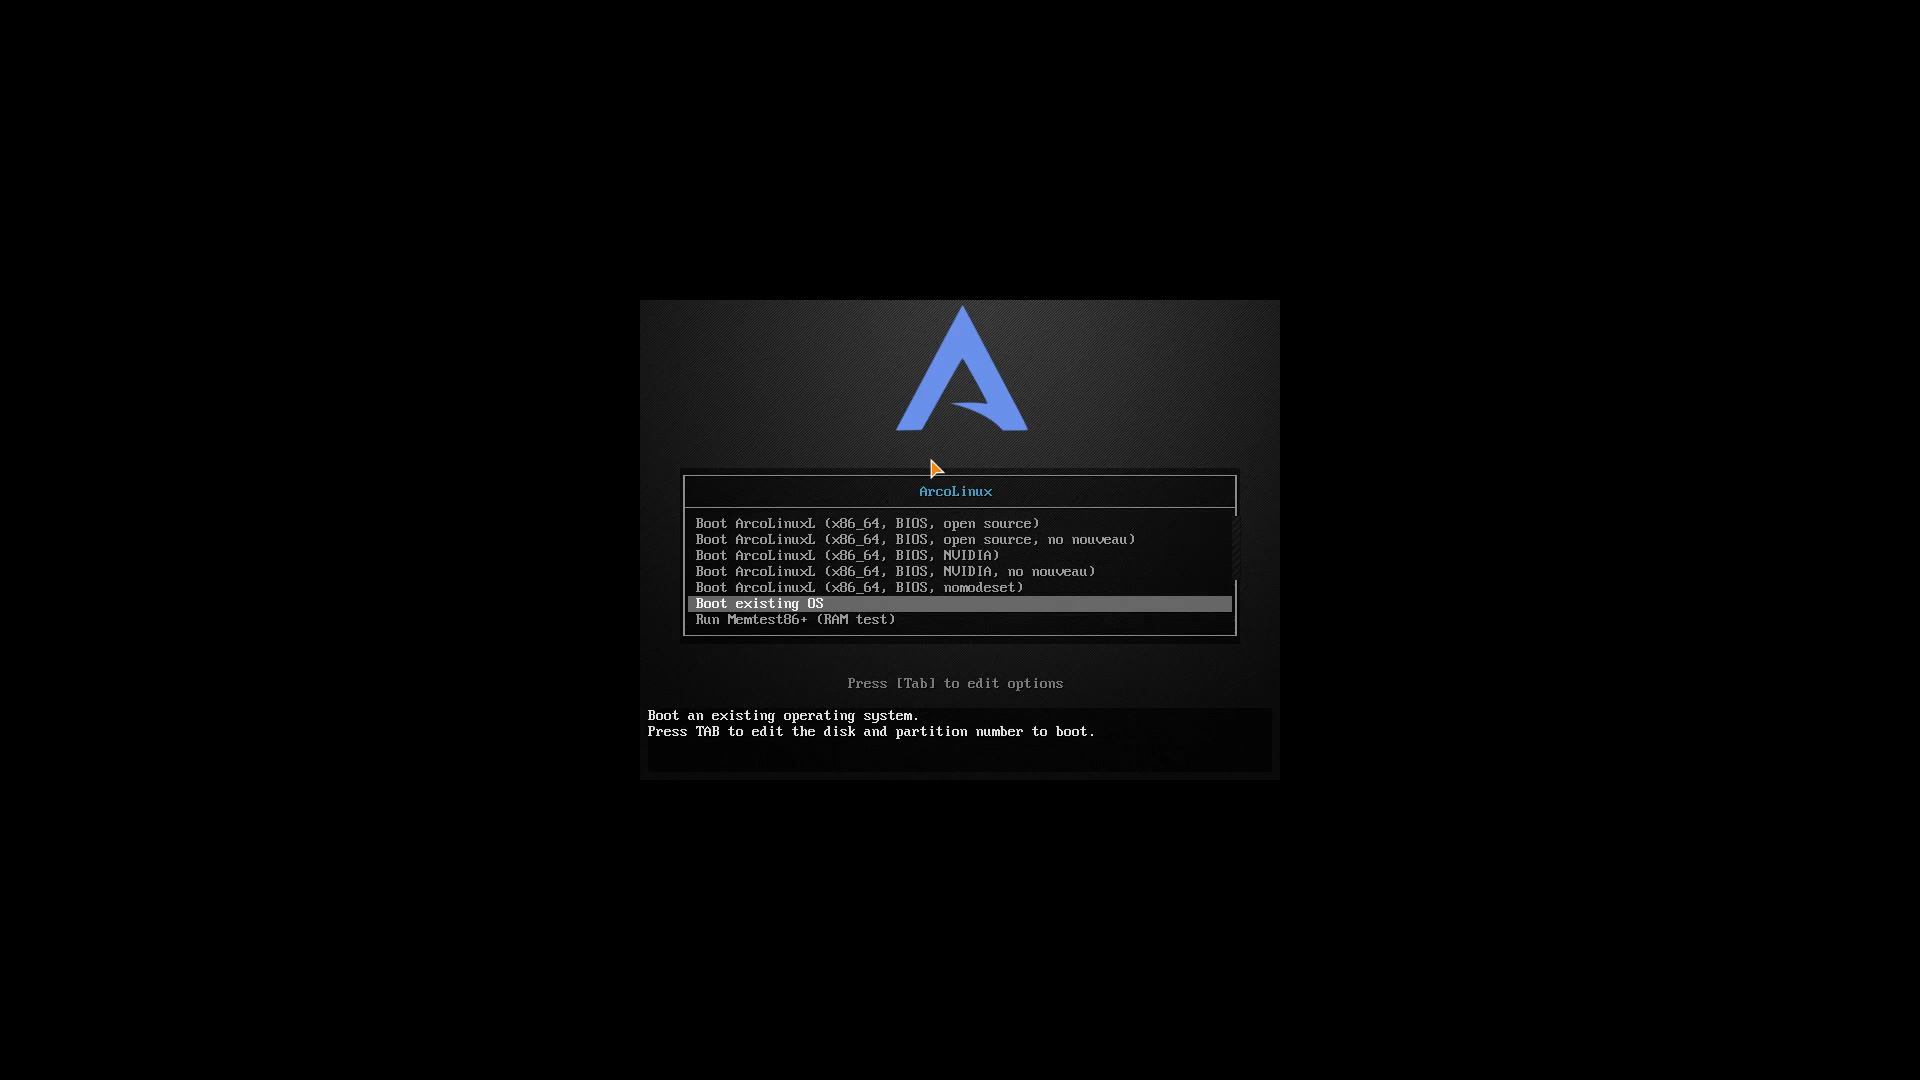 ArcoLinux
Boot ArcoLinuxL (x86_64, BIOS, open source)
Boot ArcoLinuxL (x86_64, BIOS, open source, no nouveau)
Boot ArcoLinuxL (x86_64, BIOS, NVIDIA)
Boot ArcoLinuxL (x86_64, BIOS, NVIDIA, no nouveau)
Boot ArcoLinuxL (x86_64, BIOS, nomodeset)
Boot existing OS
Run Memtest86+ (RAM test)
Press [Tab] to edit options
Boot an existing operating system.
Press TAB to edit the disk and partition number to boot.